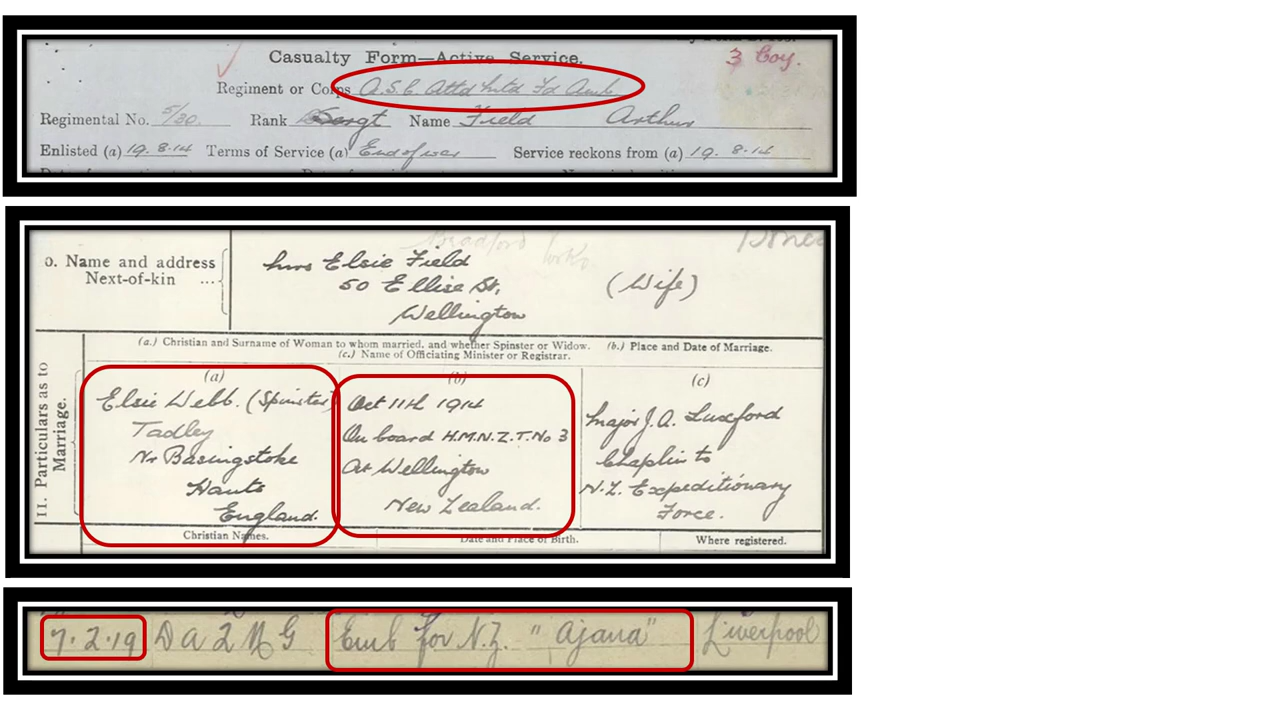 Casualty Form—Active Service.
3 Coy.
Regiment or Corps A.S.C. Attd Mtd Fd Amb
Regimental No. 5/30. Rank Sergt Name Field Arthur
Enlisted (a) 19. 8.14 Terms of Service (a) End of war Service reckons from (a) 19. 8.14
Bradford Yorks
0. Name and address
Next-of-kin ...
Mrs Elsie Field
50 Ellise St,
Wellington
(Wife)
(a.) Christian and Surname of Woman to whom married, and whether Spinster or Widow. (b.) Place and Date of Marriage.
(c.) Name of Officiating Minister or Registrar.
II. Particulars as to
Marriage.
(a)
Elsie Webb. (Spinster)
Tadley
Nr Basingstoke
Hants
England.
(b)
Oct 11th 1914
On board H.M.N.Z.T. No 3
At Wellington
New Zealand.
(c)
Major J. A. Luxford
Chaplin to
N.Z. Expeditionary
Force.
Christian Names. Date and Place of Birth. Where registered.
7.2.19 D A Q M G Emb for N.Z. "Ajana" Liverpool